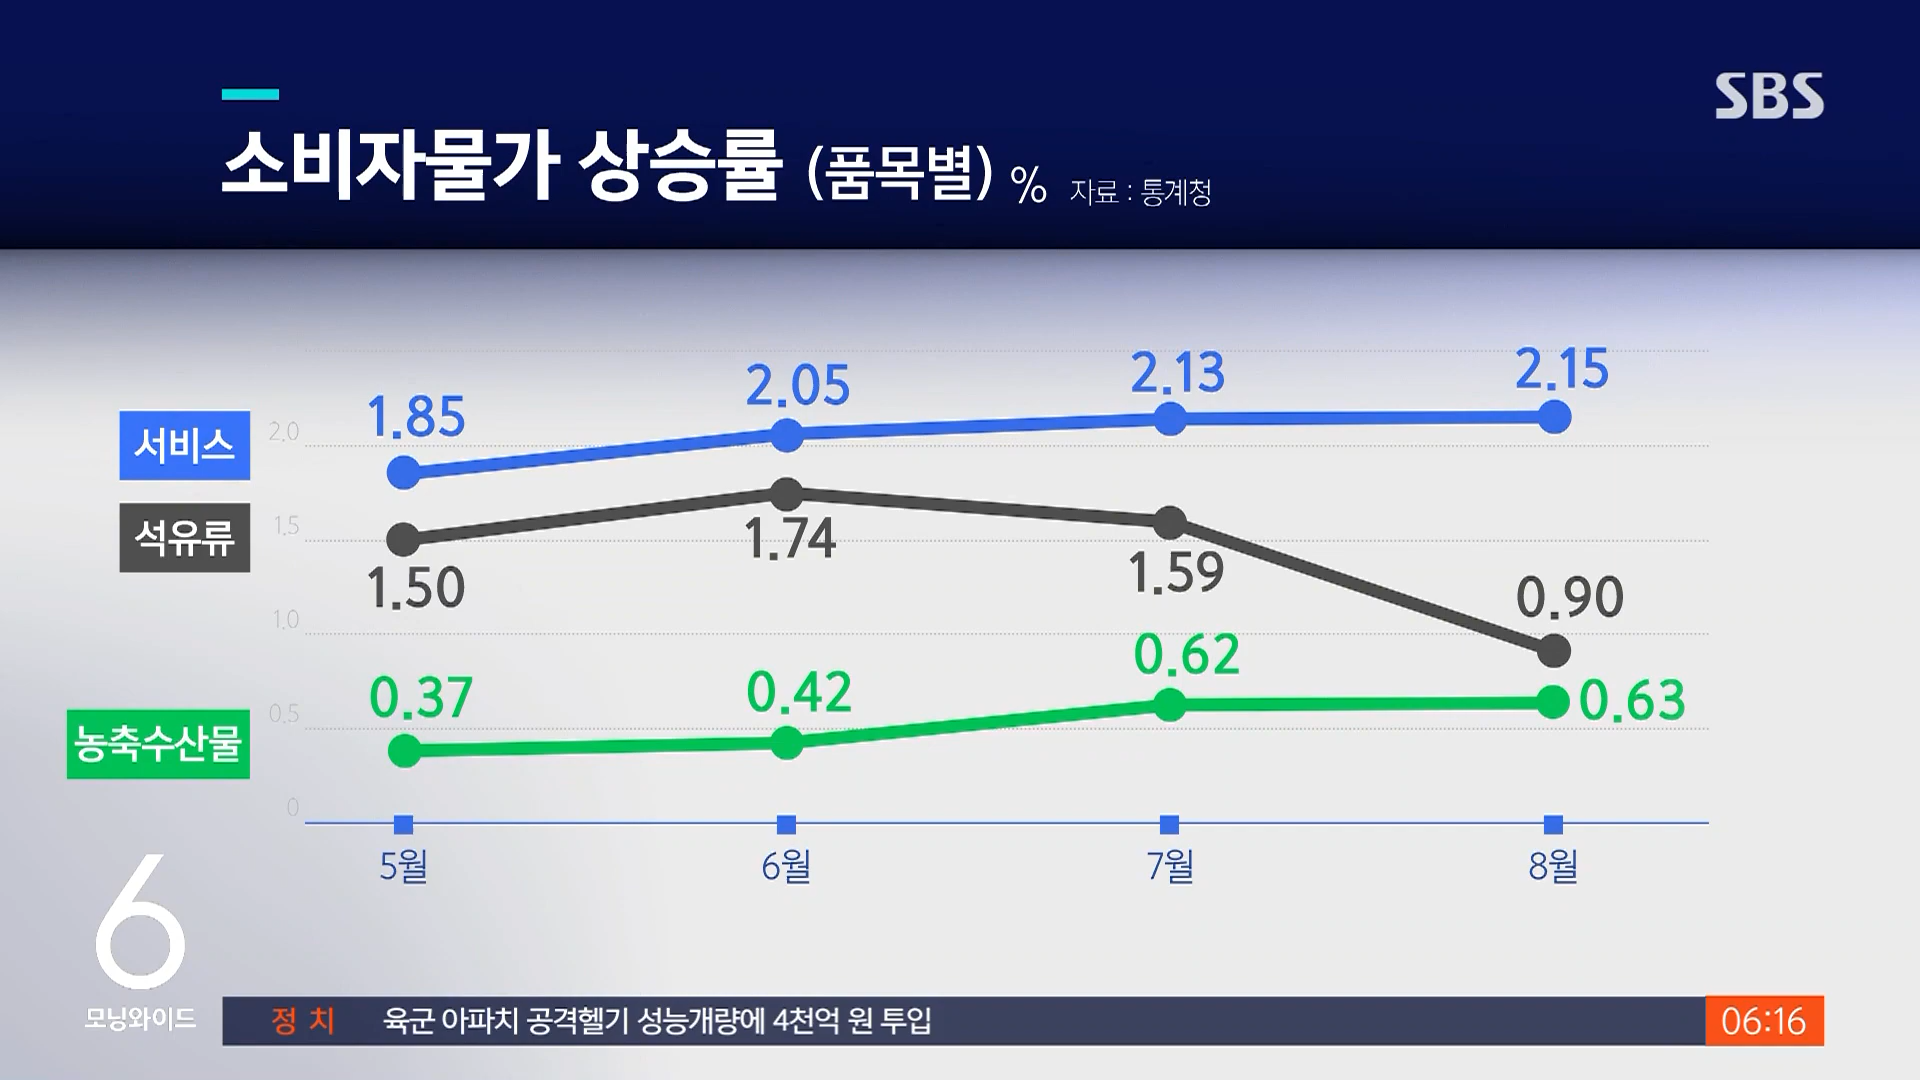 SBS
소비자물가 상승률 (품목별) % 자료 : 통계청
서비스
석유류
농축수산물
2.0
1.5
1.0
0.5
0
1.85 2.05 2.13 2.15
1.50 1.74 1.59 0.90
0.37 0.42 0.62 0.63
5월 6월 7월 8월
6
모닝와이드
정치 육군 아파치 공격헬기 성능개량에 4천억 원 투입 06:16